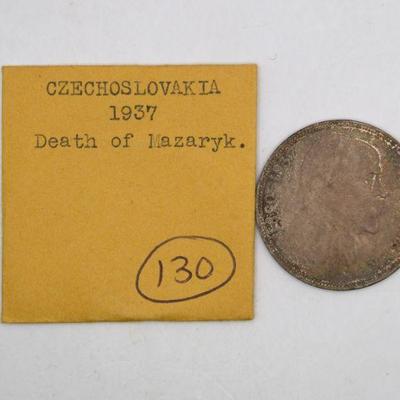 CZECHOSLOVAKIA
1937
Death of Mazaryk.
130